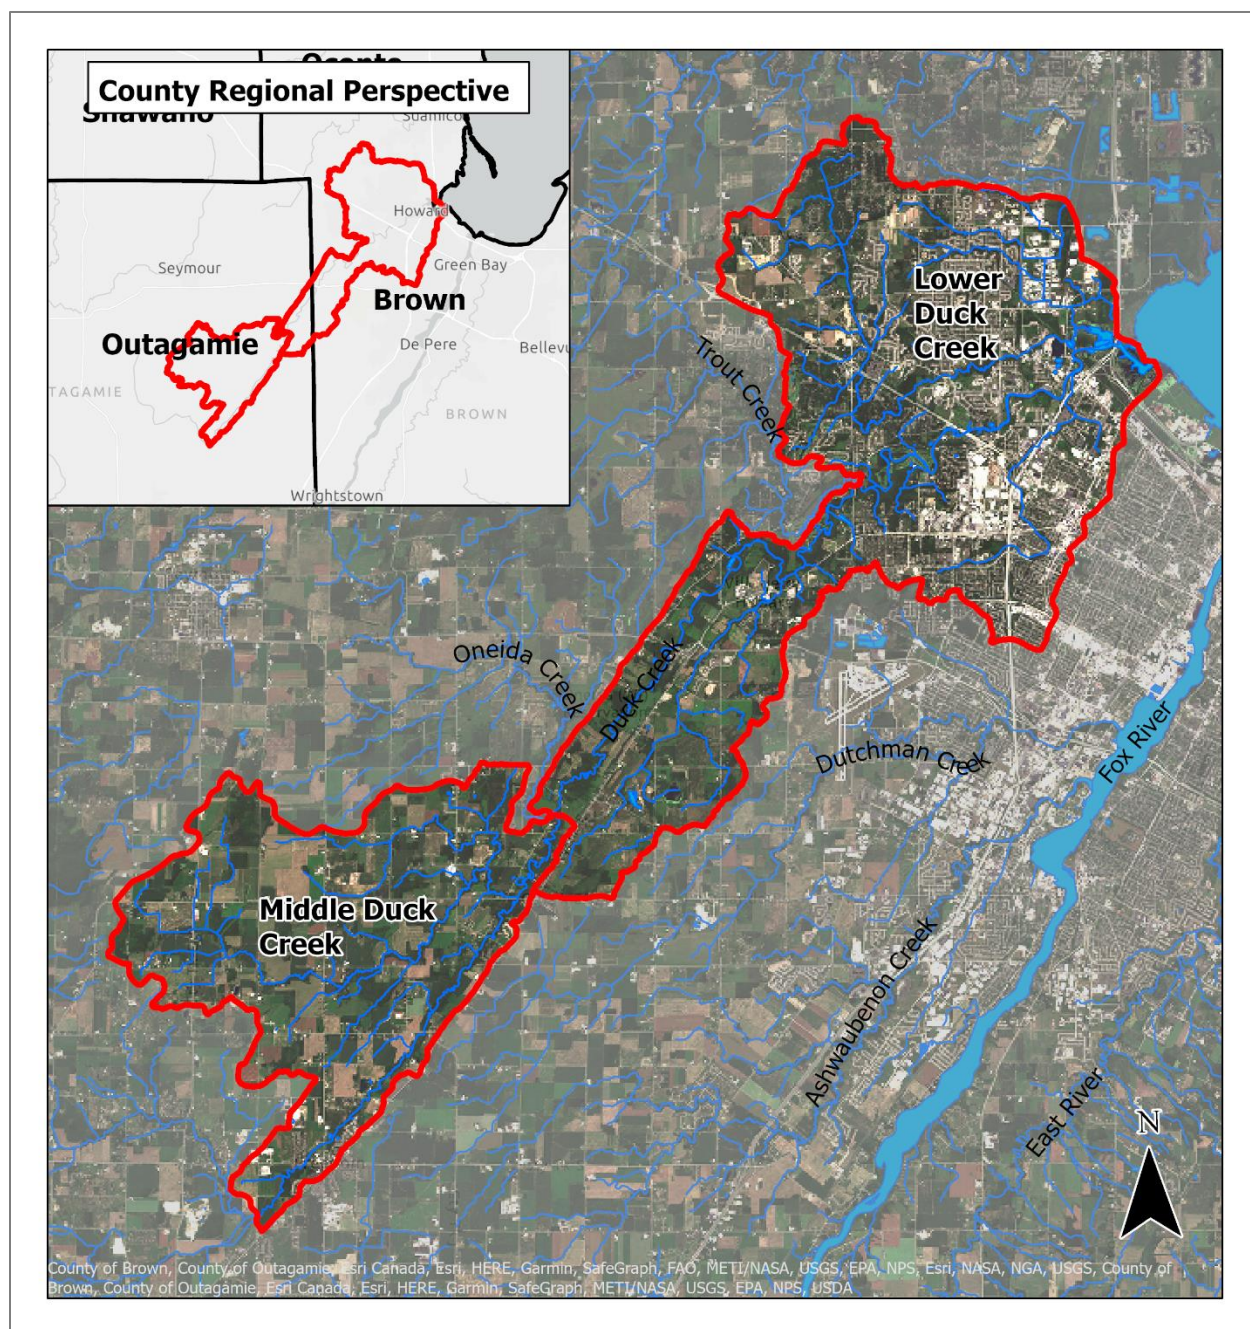 Oconto
County Regional Perspective
Shawano
Suamico
Howard
Seymour
Green Bay
Brown
Outagamie
De Pere
Bellevu
TAGAMIE
BROWN
Wrightstown
Lower
Duck
Creek
Trout Creek
Oneida Creek
Duck Creek
Dutchman Creek
Fox River
Middle Duck
Creek
Ashwaubenon Creek
East River
N
County of Brown, County of Outagamie, Esri Canada, Esri, HERE, Garmin, SafeGraph, FAO, METI/NASA, USGS, EPA, NPS, Esri, NASA, NGA, USGS, County of
Brown, County of Outagamie, Esri Canada, Esri, HERE, Garmin, SafeGraph, METI/NASA, USGS, EPA, NPS, USDA